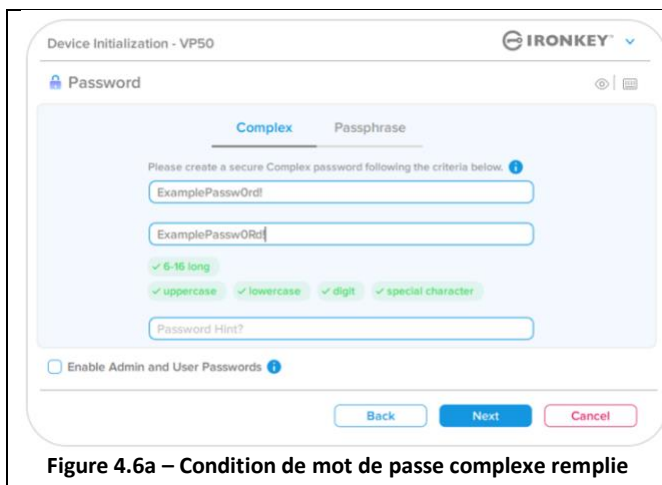 Device Initialization - VP50
IRONKEY™
Password
Complex Passphrase
Please create a secure Complex password following the criteria below.
ExamplePassw0rd!
ExamplePassw0Rd!
✓ 6-16 long
✓ uppercase ✓ lowercase ✓ digit ✓ special character
Password Hint?
Enable Admin and User Passwords
Back Next Cancel
Figure 4.6a – Condition de mot de passe complexe remplie